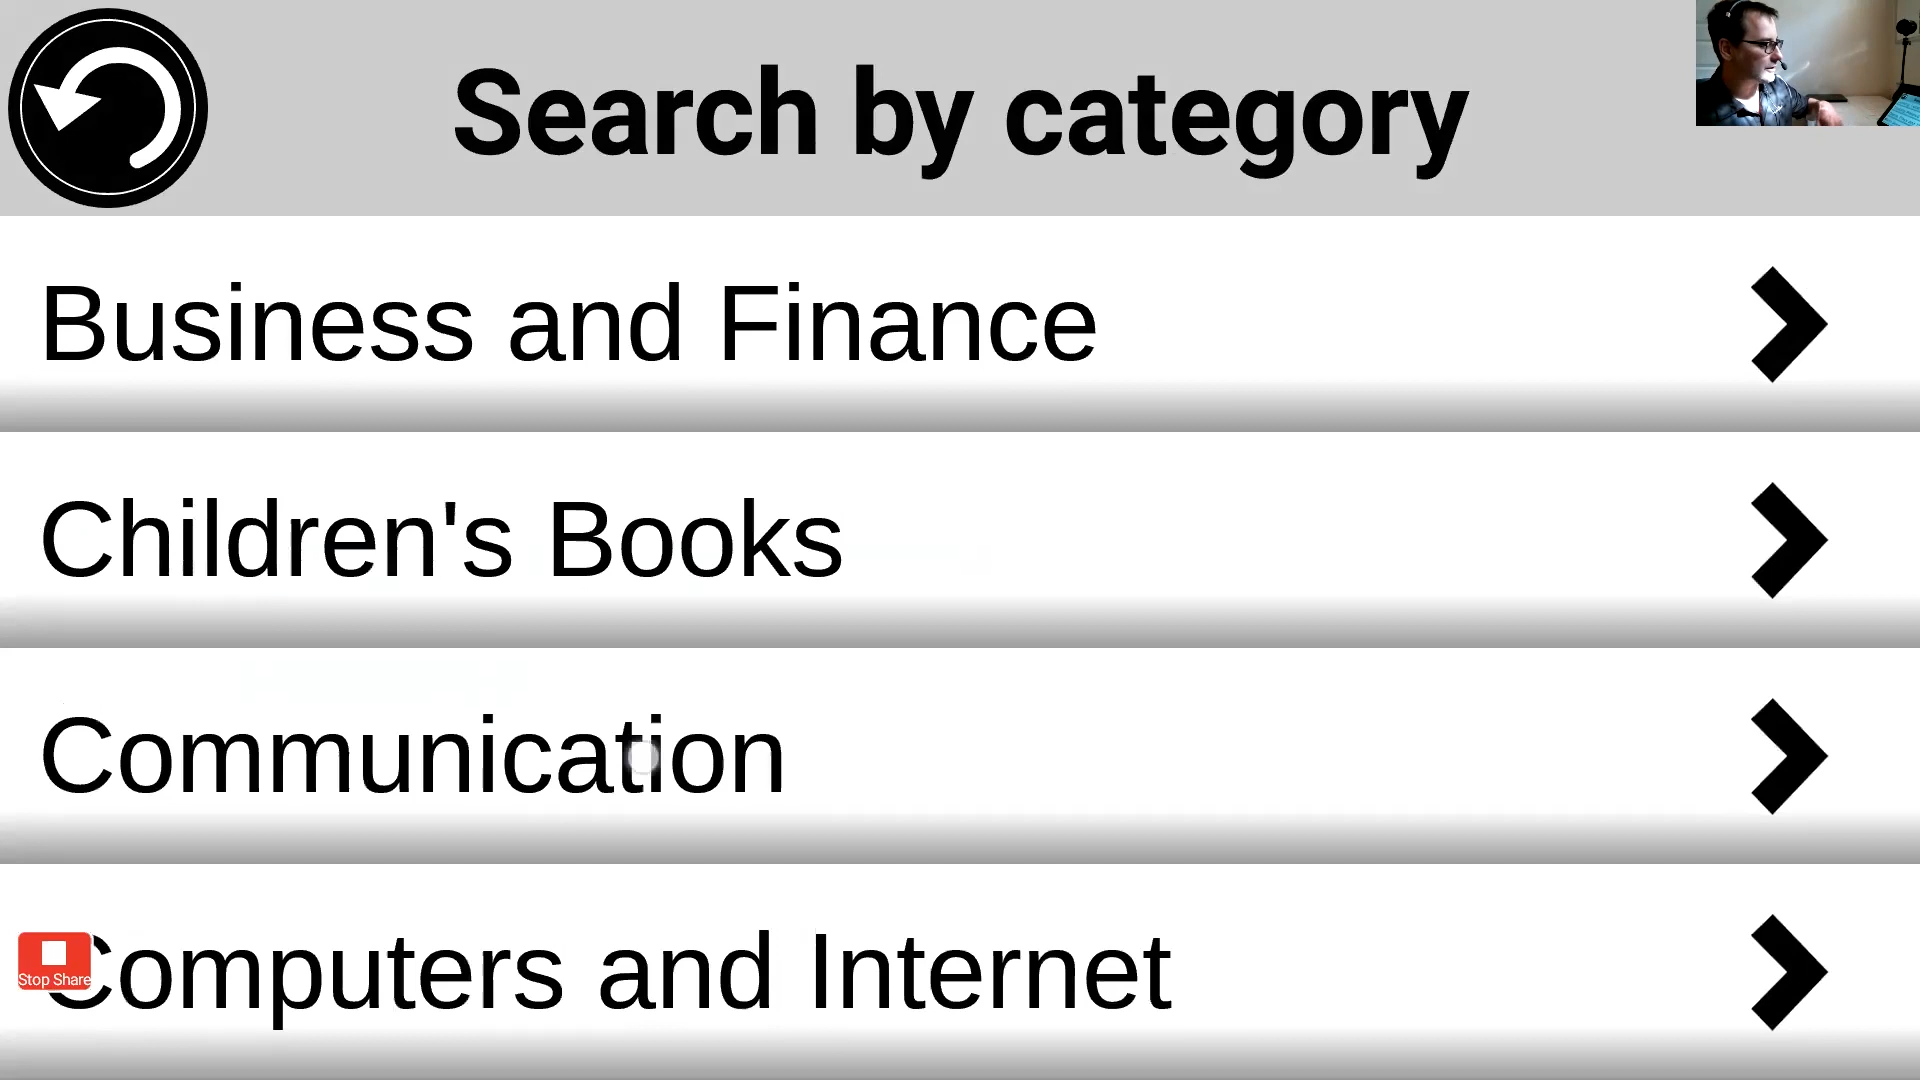 Search by category
Business and Finance
Children's Books
Communication
Computers and Internet
Stop Share